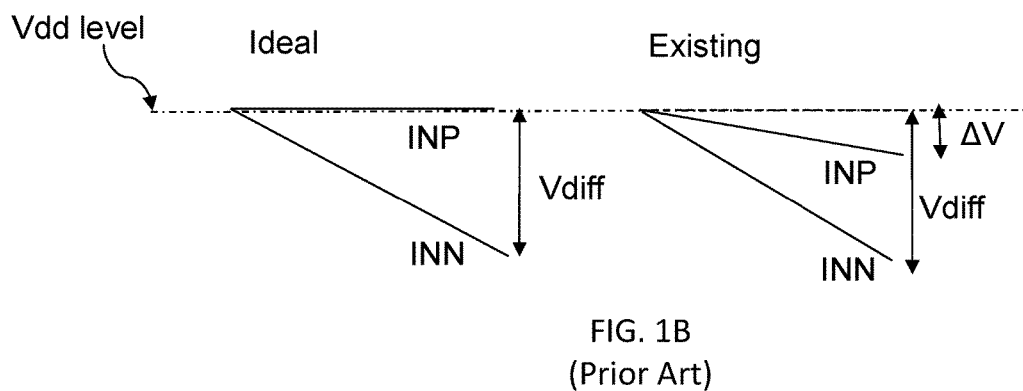 Vdd level
Ideal
Existing
INP
Vdiff
INN
ΔV
INP
Vdiff
INN
FIG. 1B
(Prior Art)